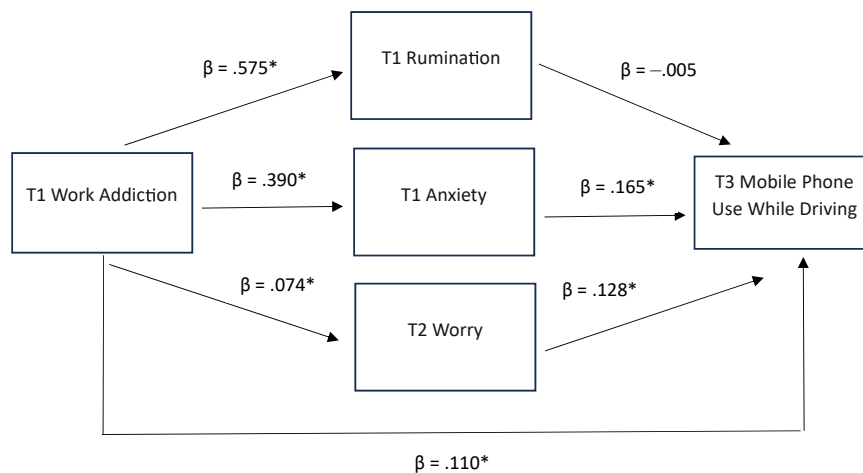 T1 Rumination
β = .575*
β = –.005
T1 Work Addiction
β = .390*
T1 Anxiety
β = .165*
T3 Mobile Phone
Use While Driving
β = .074*
T2 Worry
β = .128*
β = .110*